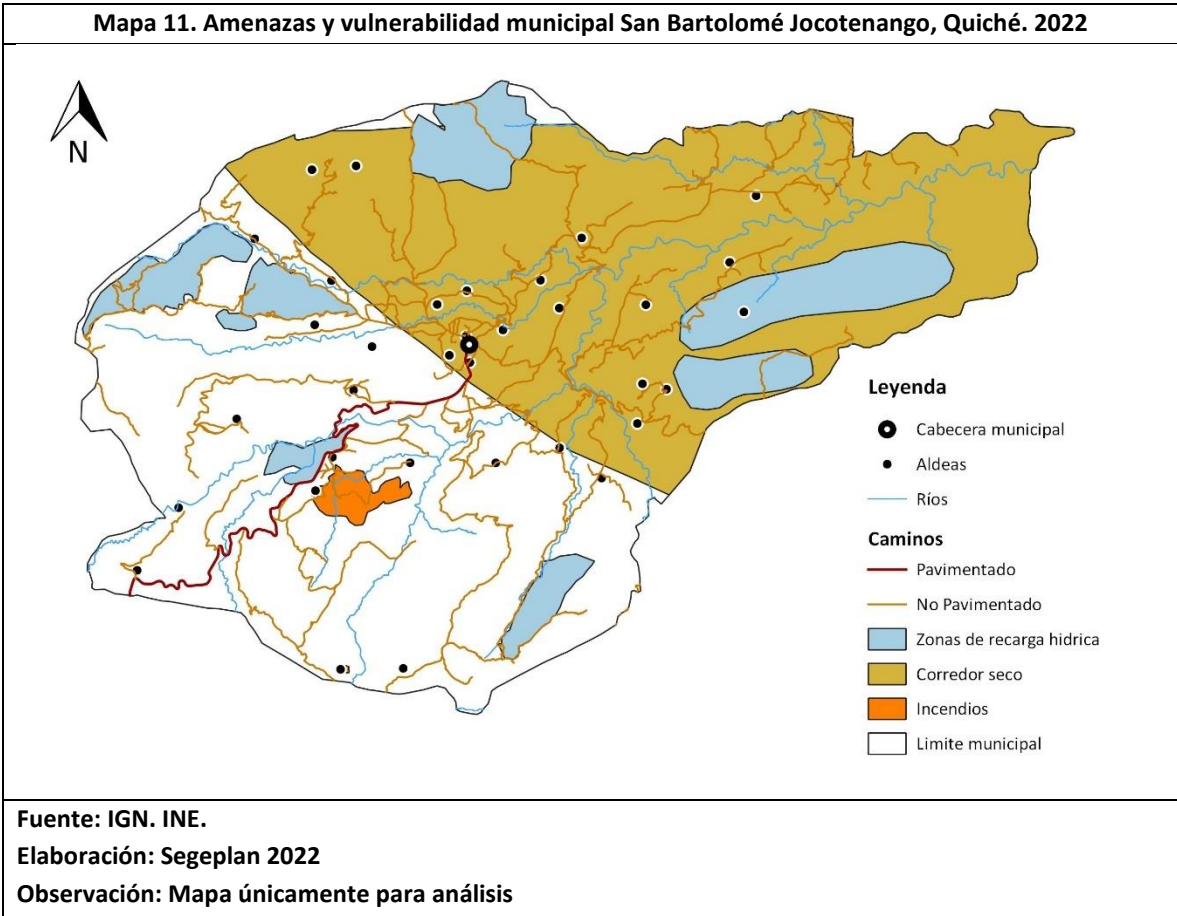 Mapa 11. Amenazas y vulnerabilidad municipal San Bartolomé Jocotenango, Quiché. 2022
N
Leyenda
Cabecera municipal
Aldeas
Ríos
Caminos
Pavimentado
No Pavimentado
Zonas de recarga hidrica
Corredor seco
Incendios
Limite municipal
Fuente: IGN. INE.
Elaboración: Segeplan 2022
Observación: Mapa únicamente para análisis